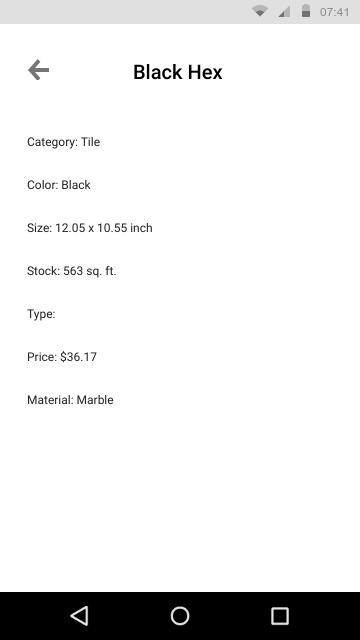 07:41
Black Hex
Category: Tile
Color: Black
Size: 12.05 x 10.55 inch
Stock: 563 sq. ft.
Type:
Price: $36.17
Material: Marble